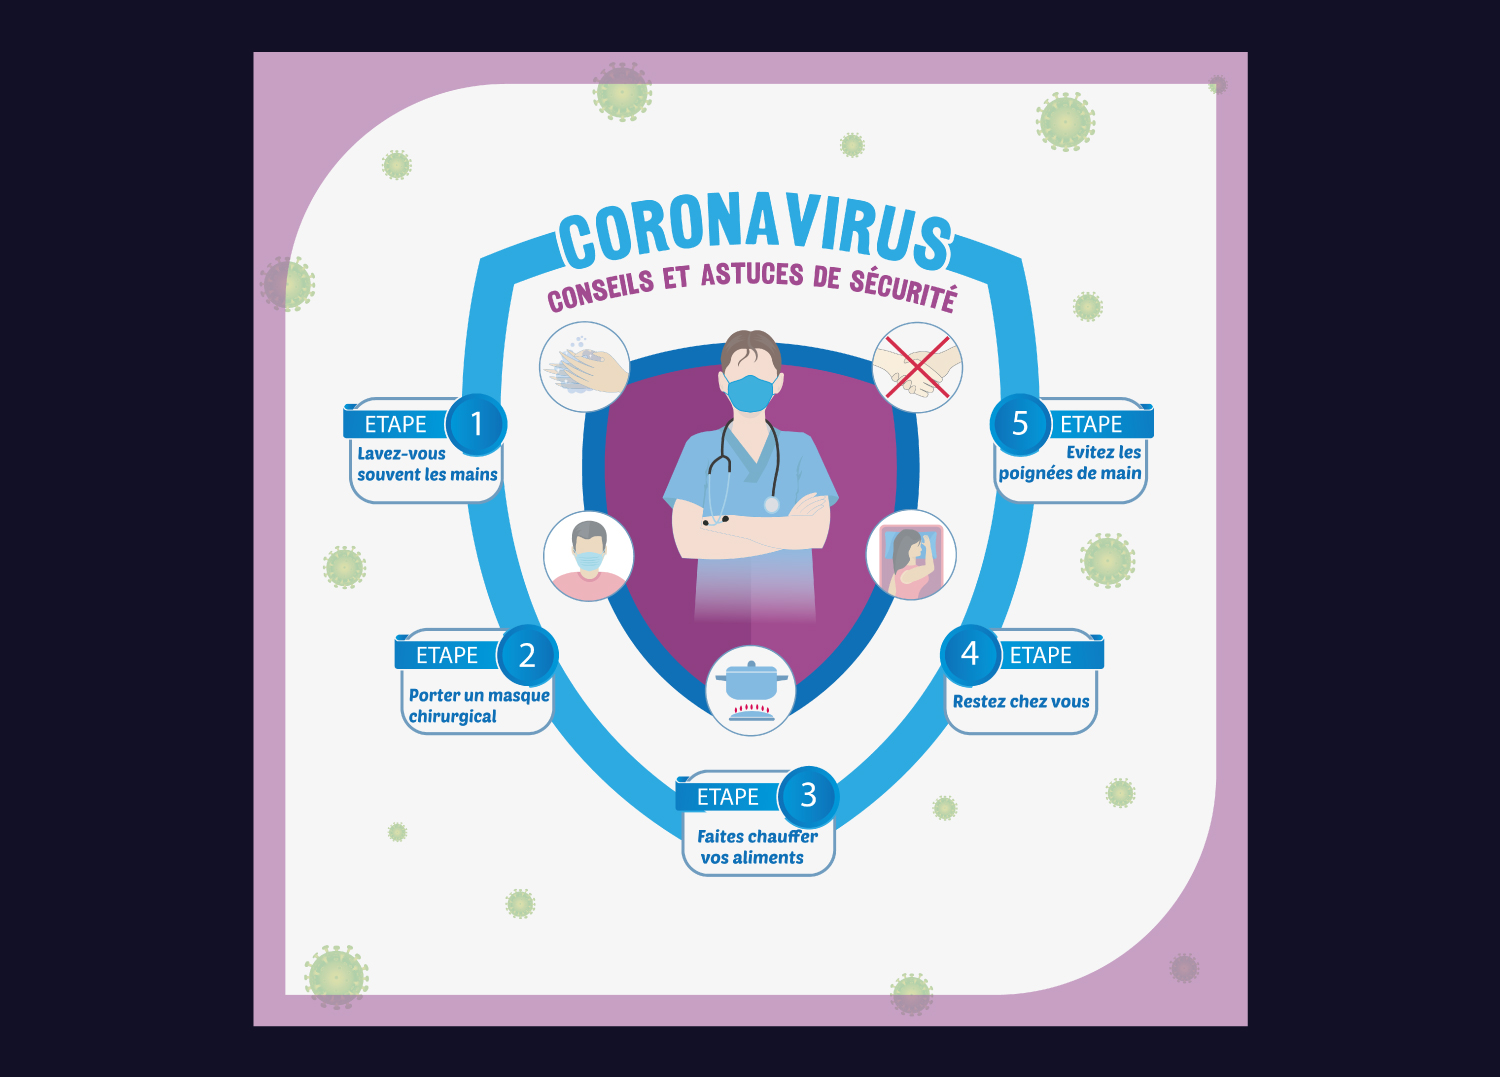 CORONAVIRUS
CONSEILS ET ASTUCES DE SÉCURITÉ
ETAPE 1
Lavez-vous
souvent les mains
ETAPE 2
Porter un masque
chirurgical
ETAPE 3
Faites chauffer
vos aliments
4 ETAPE
Restez chez vous
5 ETAPE
Evitez les
poignées de main